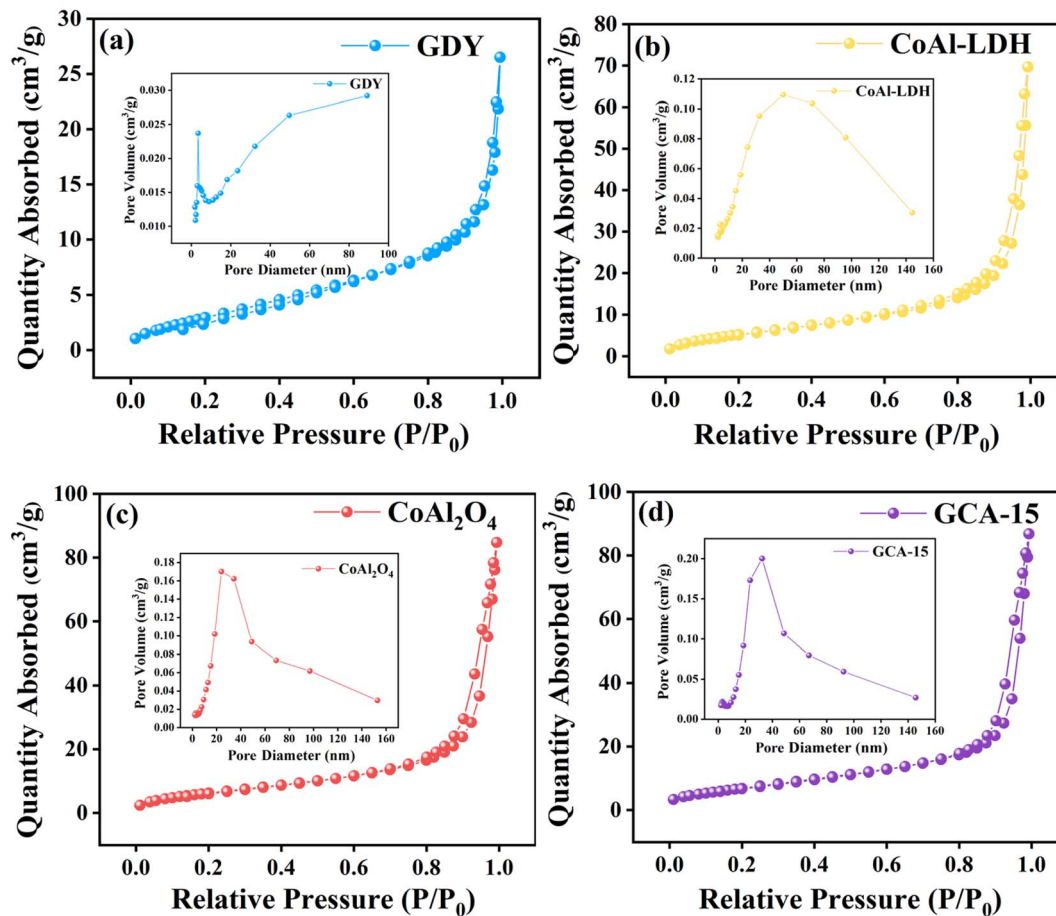 (a)
GDY
30
25
20
15
10
5
0
Quantity Absorbed (cm³/g)
0.0 0.2 0.4 0.6 0.8 1.0
Relative Pressure (P/P₀)
GDY
0.030
0.025
0.020
0.015
0.010
Pore Volume (cm³/g)
0 20 40 60 80 100
Pore Diameter (nm)
(b)
CoAl-LDH
80
70
60
50
40
30
20
10
0
Quantity Absorbed (cm³/g)
0.0 0.2 0.4 0.6 0.8 1.0
Relative Pressure (P/P₀)
CoAl-LDH
0.12
0.10
0.08
0.06
0.04
0.02
0.00
Pore Volume (cm³/g)
0 20 40 60 80 100 120 140 160
Pore Diameter (nm)
(c)
CoAl₂O₄
100
80
60
40
20
0
Quantity Absorbed (cm³/g)
0.0 0.2 0.4 0.6 0.8 1.0
Relative Pressure (P/P₀)
CoAl₂O₄
0.18
0.16
0.14
0.12
0.10
0.08
0.06
0.04
0.02
0.00
Pore Volume (cm³/g)
0 20 40 60 80 100 120 140 160
Pore Diameter (nm)
(d)
GCA-15
100
80
60
40
20
0
Quantity Absorbed (cm³/g)
0.0 0.2 0.4 0.6 0.8 1.0
Relative Pressure (P/P₀)
GCA-15
0.20
0.15
0.10
0.05
0.00
Pore Volume (cm³/g)
0 20 40 60 80 100 120 140 160
Pore Diameter (nm)